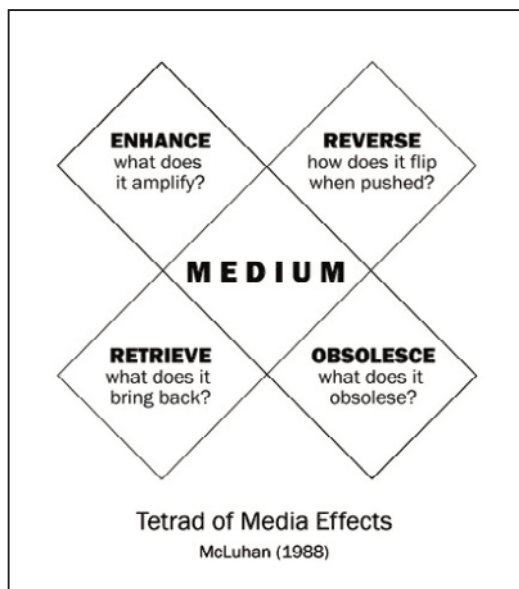 ENHANCE
what does
it amplify?
REVERSE
how does it flip
when pushed?
MEDIUM
RETRIEVE
what does it
bring back?
OBSOLESCE
what does it
obsolese?
Tetrad of Media Effects
McLuhan (1988)